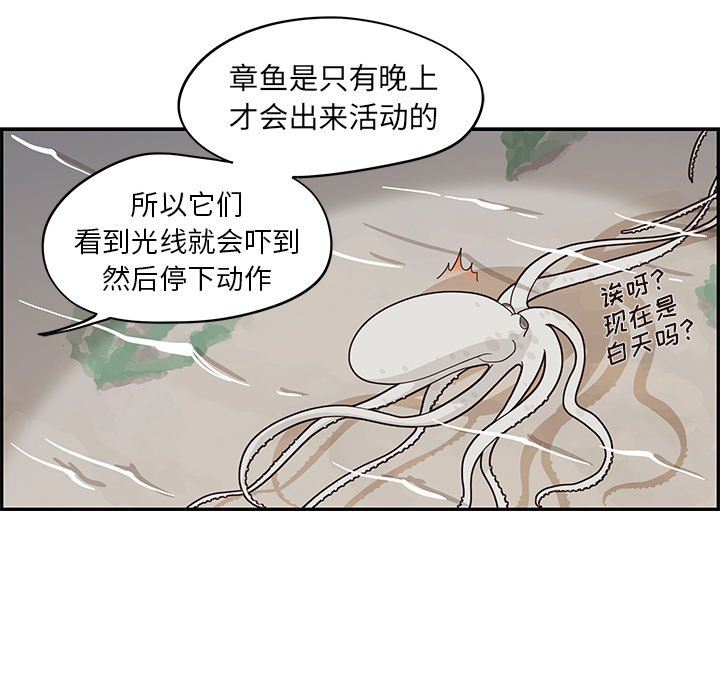 章鱼是只有晚上
才会出来活动的
所以它们
看到光线就会吓到
然后停下动作
诶呀？
现在是
白天吗？